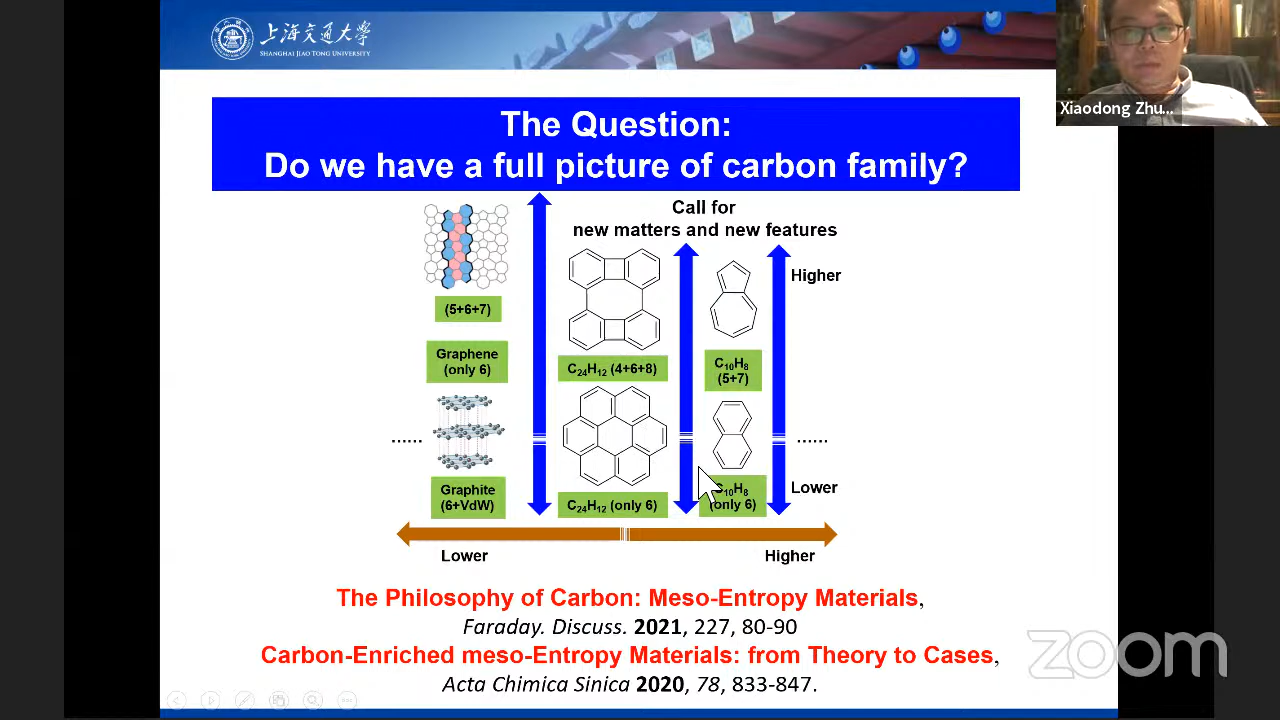 上海交通大学
SHANGHAI JIAO TONG UNIVERSITY
Xiaodong Zhu...
The Question:
Do we have a full picture of carbon family?
Call for
new matters and new features
Higher
(5+6+7)
Graphene
(only 6)
C₂₄H₁₂ (4+6+8)
C₁₀H₈
(5+7)
......
......
Graphite
(6+VdW)
C₂₄H₁₂ (only 6)
C₁₀H₈
(only 6)
Lower
Lower
Higher
The Philosophy of Carbon: Meso-Entropy Materials,
Faraday. Discuss. 2021, 227, 80-90
Carbon-Enriched meso-Entropy Materials: from Theory to Cases,
Acta Chimica Sinica 2020, 78, 833-847.
zoom